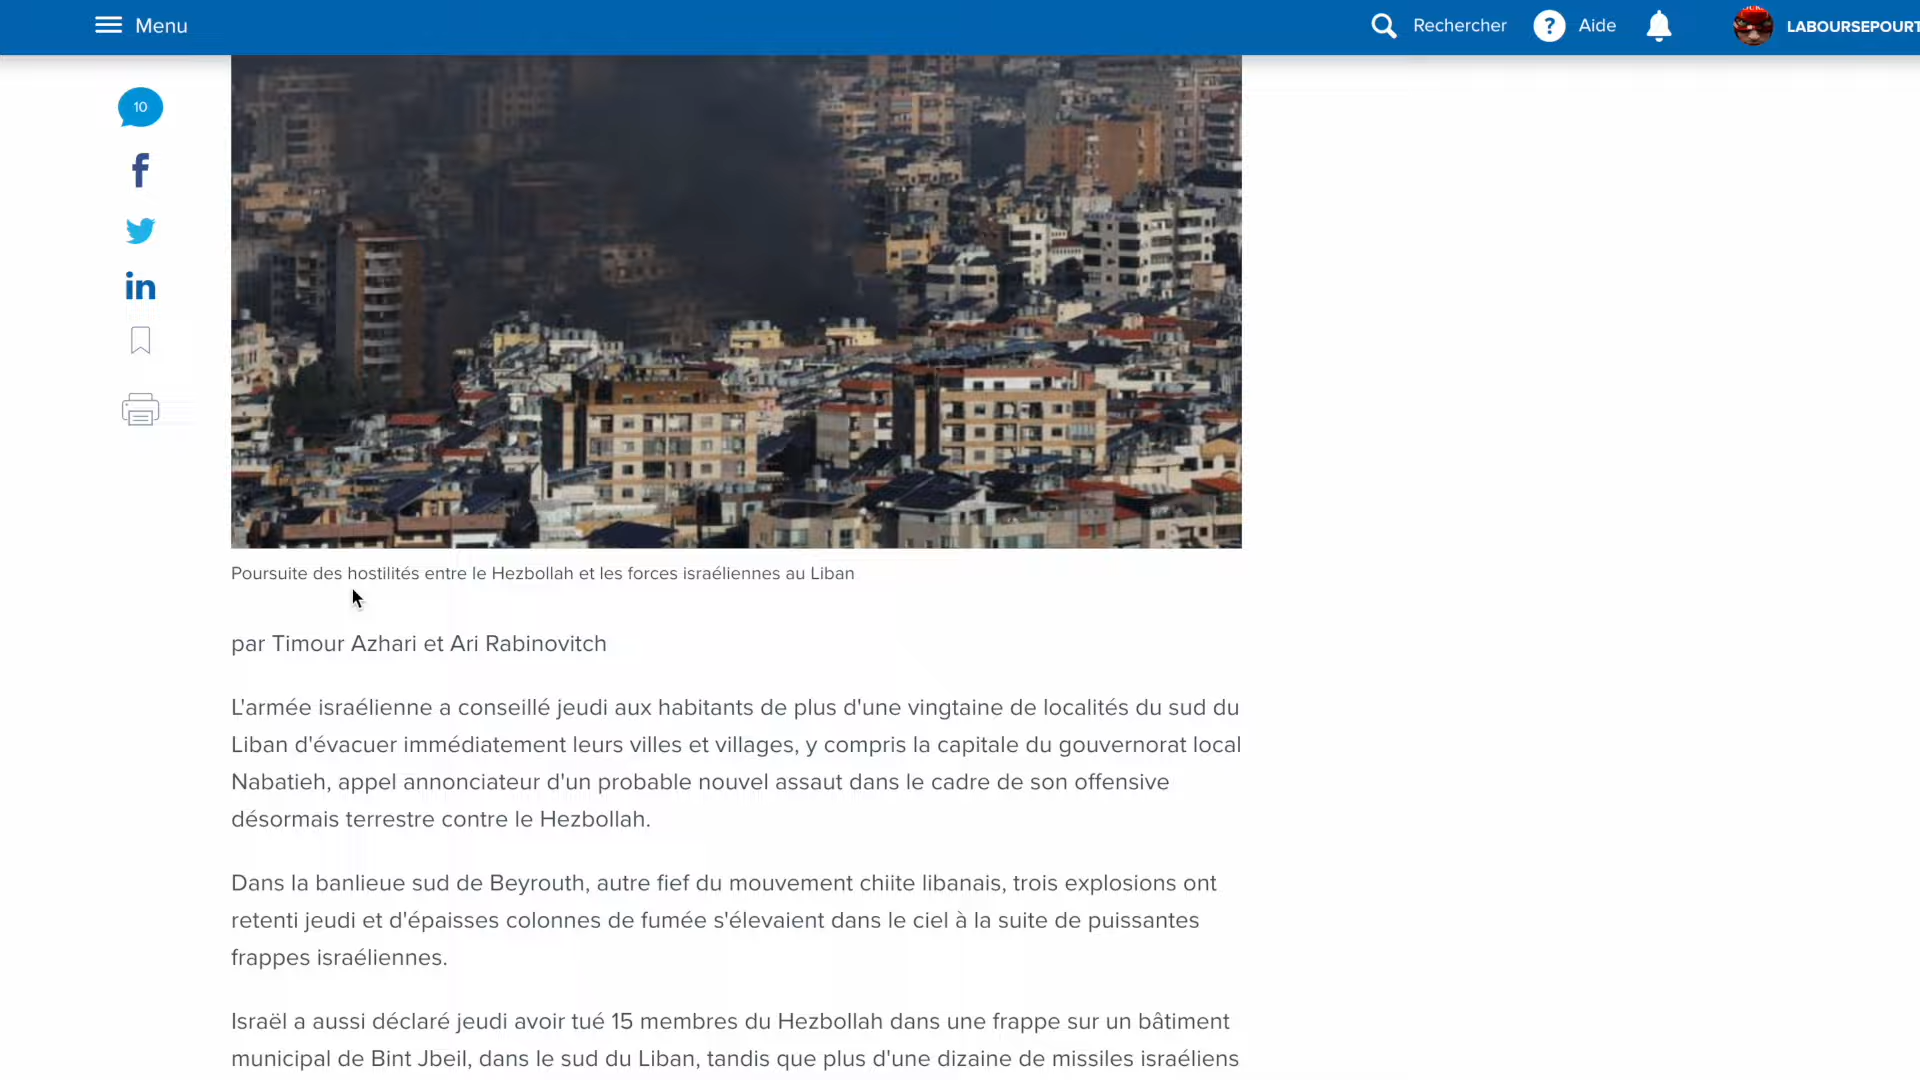 Menu
Rechercher
? Aide
LABOURSEPOURT
10
Poursuite des hostilités entre le Hezbollah et les forces israéliennes au Liban
par Timour Azhari et Ari Rabinovitch
L'armée israélienne a conseillé jeudi aux habitants de plus d'une vingtaine de localités du sud du
Liban d'évacuer immédiatement leurs villes et villages, y compris la capitale du gouvernorat local
Nabatieh, appel annonciateur d'un probable nouvel assaut dans le cadre de son offensive
désormais terrestre contre le Hezbollah.
Dans la banlieue sud de Beyrouth, autre fief du mouvement chiite libanais, trois explosions ont
retenti jeudi et d'épaisses colonnes de fumée s'élevaient dans le ciel à la suite de puissantes
frappes israéliennes.
Israël a aussi déclaré jeudi avoir tué 15 membres du Hezbollah dans une frappe sur un bâtiment
municipal de Bint Jbeil, dans le sud du Liban, tandis que plus d'une dizaine de missiles israéliens